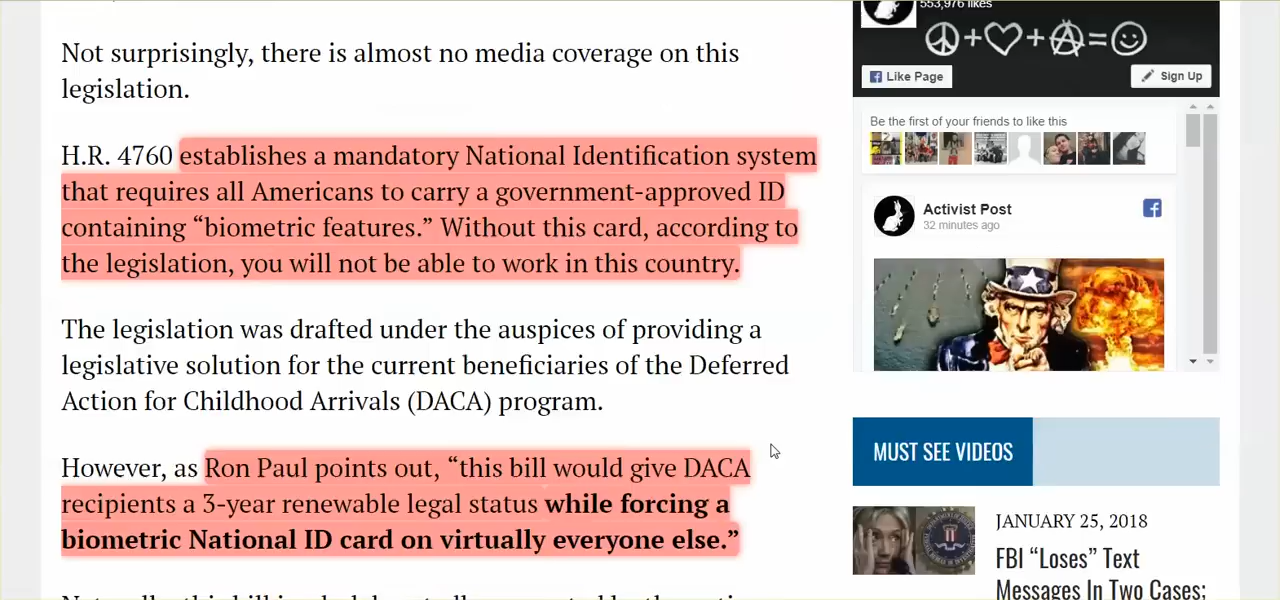 Not surprisingly, there is almost no media coverage on this
legislation.
H.R. 4760 establishes a mandatory National Identification system
that requires all Americans to carry a government-approved ID
containing “biometric features.” Without this card, according to
the legislation, you will not be able to work in this country.
The legislation was drafted under the auspices of providing a
legislative solution for the current beneficiaries of the Deferred
Action for Childhood Arrivals (DACA) program.
However, as Ron Paul points out, “this bill would give DACA
recipients a 3-year renewable legal status while forcing a
biometric National ID card on virtually everyone else.”
553,976 likes
Like Page
Sign Up
Be the first of your friends to like this
Activist Post
32 minutes ago
MUST SEE VIDEOS
JANUARY 25, 2018
FBI “Loses” Text
Messages In Two Cases;